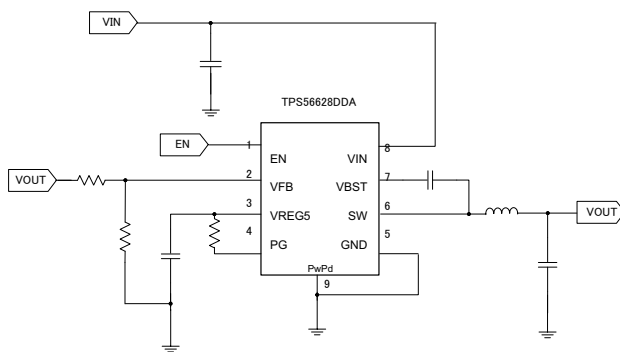 VIN
TPS56628DDA
EN
1
EN
VIN
8
VOUT
2
VFB
VBST
7
3
VREG5
SW
6
VOUT
4
PG
GND
5
PwPd
9